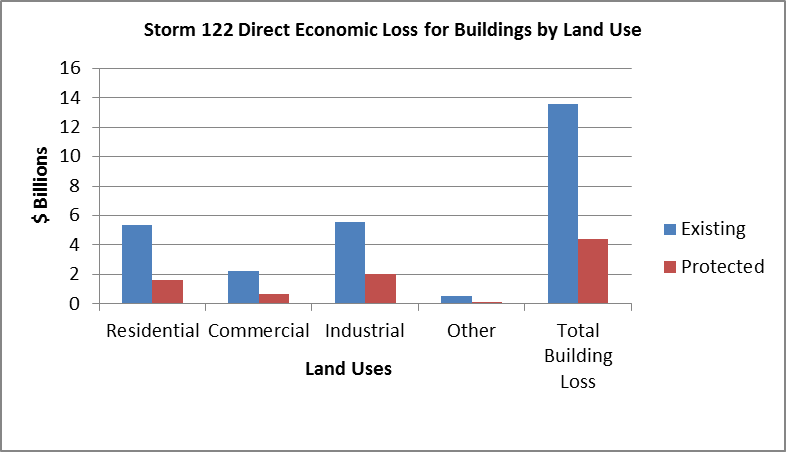 Storm 122 Direct Economic Loss for Buildings by Land Use
16
14
12
10
8
6
4
2
0
$ Billions
Existing
Protected
Residential Commercial Industrial Other Total
Building
Loss
Land Uses